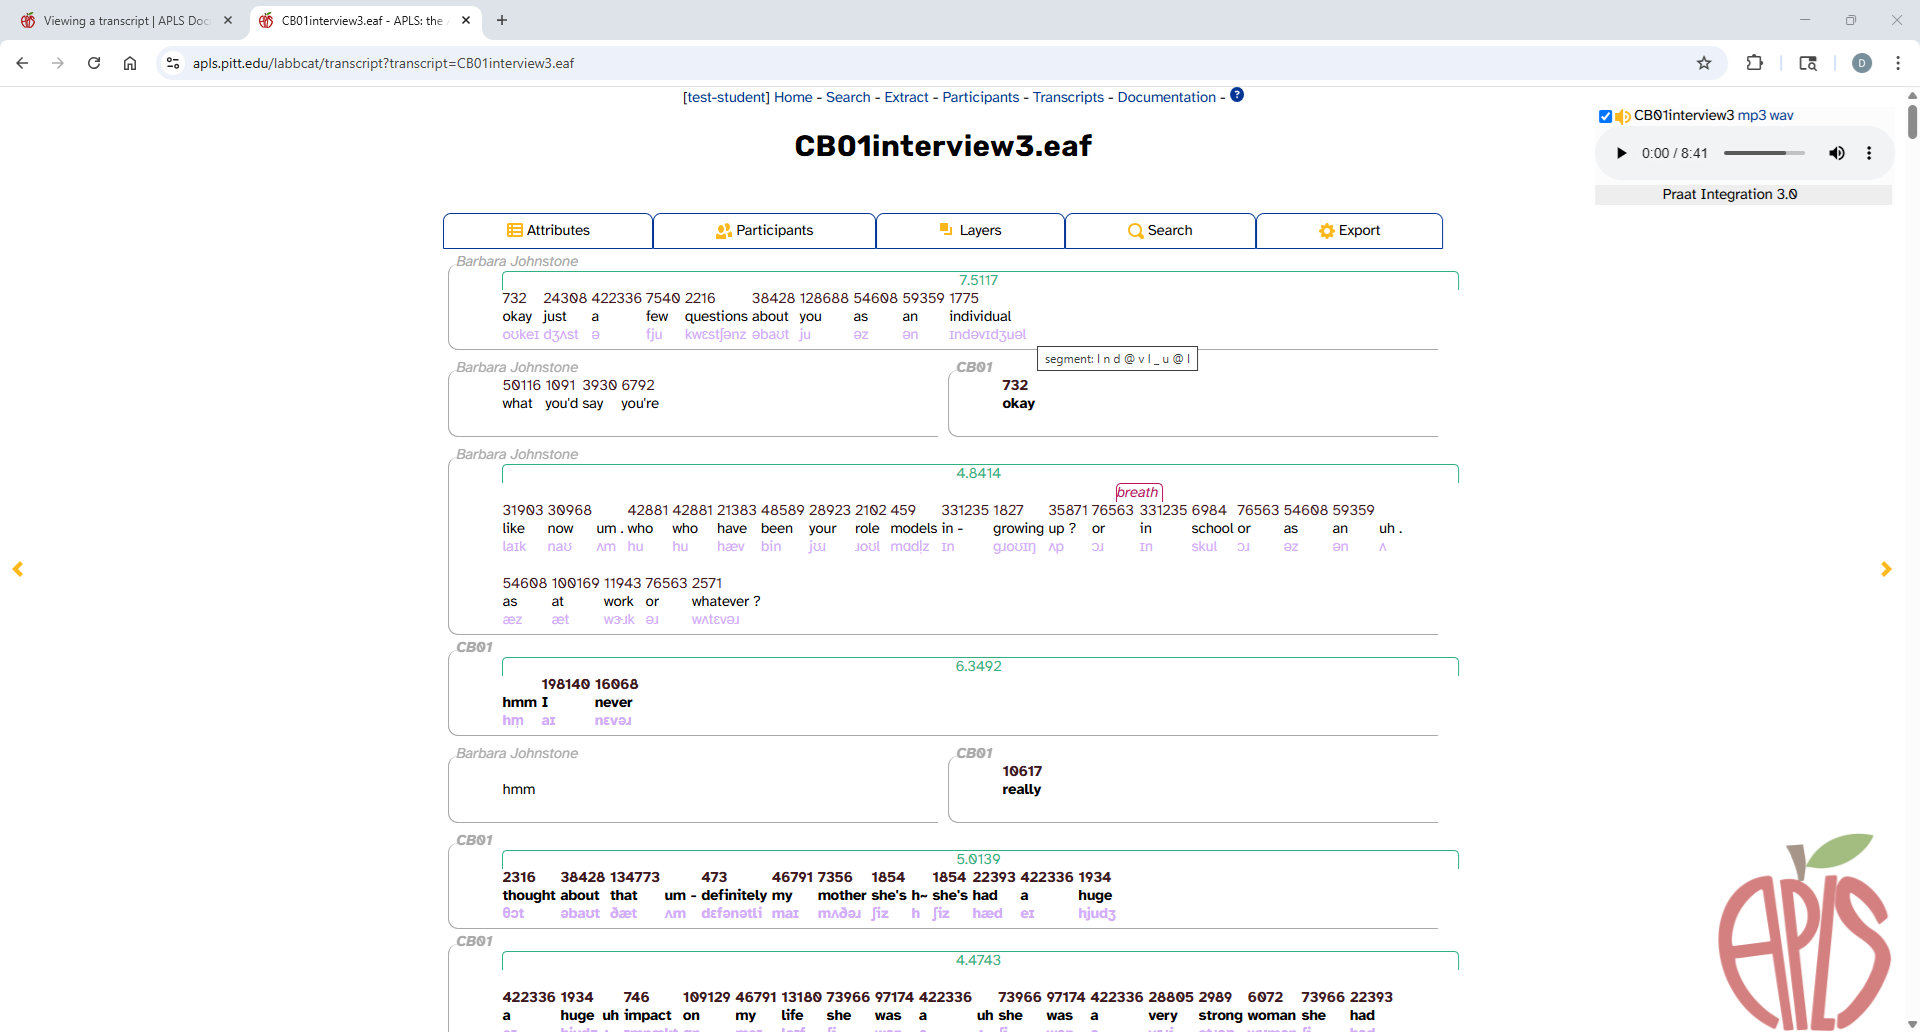 Viewing a transcript | APLS Doc
CB01interview3.eaf - APLS: the
apls.pitt.edu/labbcat/transcript?transcript=CB01interview3.eaf
D
[test-student] Home - Search - Extract - Participants - Transcripts - Documentation - ?
CB01interview3 mp3 wav
CB01interview3.eaf
0:00 / 8:41
Praat Integration 3.0
Attributes Participants Layers Search Export
Barbara Johnstone
7.5117
732 24308 422336 7540 2216 38428 128688 54608 59359 1775
okay just a few questions about you as an individual
oʊkeɪ dʒʌst ə fju kwɛstʃənz əbaʊt ju əz ən ɪndəvɪdʒuəl
segment: I n d @ v I _ u @ l
Barbara Johnstone CB01
50116 1091 3930 6792 732
what you'd say you're okay
Barbara Johnstone
4.8414
breath
31903 30968 42881 42881 21383 48589 28923 2102 459 331235 1827 35871 76563 331235 6984 76563 54608 59359
like now um . who who have been your role models in - growing up ? or in school or as an uh .
laɪk naʊ ʌm hu hu hæv bin jʊɹ ɹoʊl mɑdl̩z ɪn gɹoʊɪŋ ʌp ɔɹ ɪn skul ɔɹ əz ən ʌ
54608 100169 11943 76563 2571
as at work or whatever ?
æz æt wɝɹk əɹ wʌtɛvəɹ
CB01
6.3492
198140 16068
hmm I never
hm̩ aɪ nɛvəɹ
Barbara Johnstone CB01
10617
hmm really
CB01
5.0139
2316 38428 134773 473 46791 7356 1854 1854 22393 422336 1934
thought about that um - definitely my mother she's h~ she's had a huge
θɔt əbaʊt ðæt ʌm dɛfənətli maɪ mʌðəɹ ʃiz h ʃiz hæd eɪ hjudʒ
CB01
4.4743
422336 1934 746 109129 46791 13180 73966 97174 422336 73966 97174 422336 28805 2989 6072 73966 22393
a huge uh impact on my life she was a uh she was a very strong woman she had
APLS